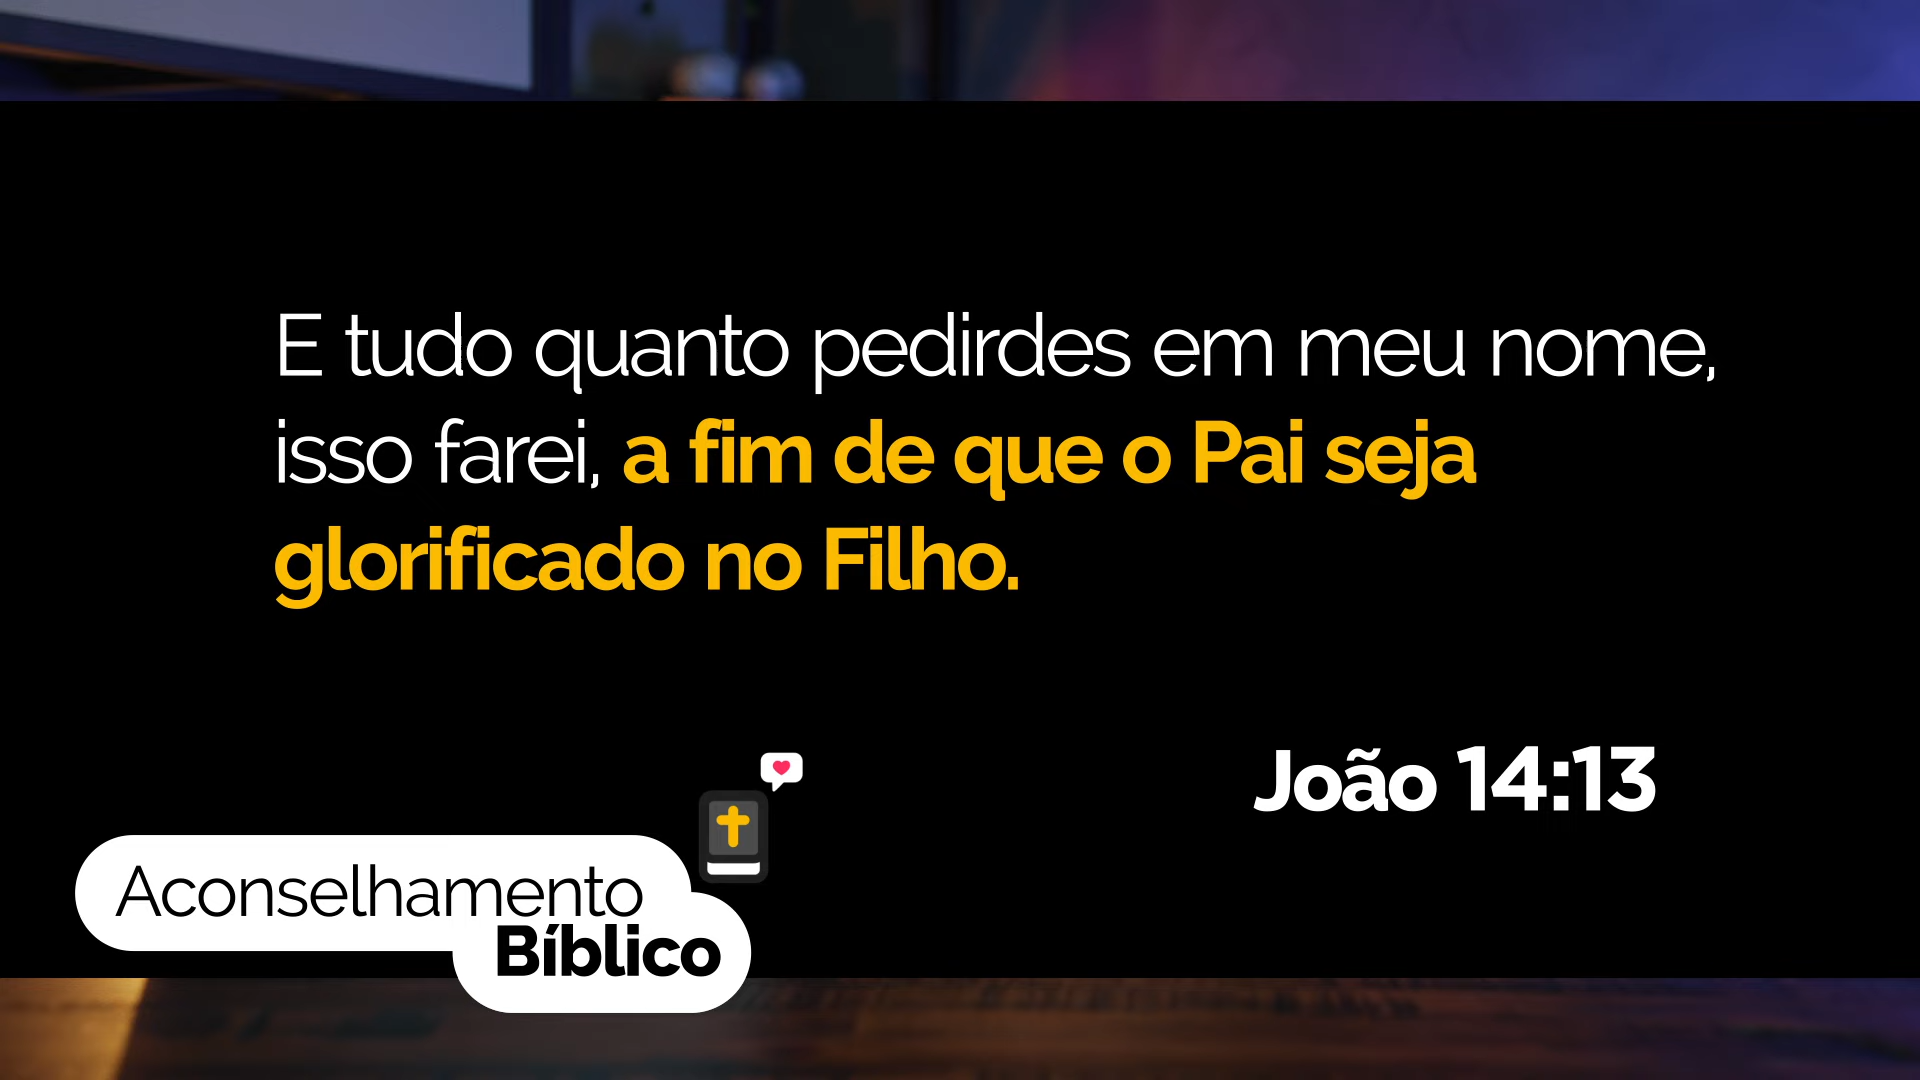 E tudo quanto pedirdes em meu nome,
isso farei, a fim de que o Pai seja
glorificado no Filho.
João 14:13
Aconselhamento
Bíblico